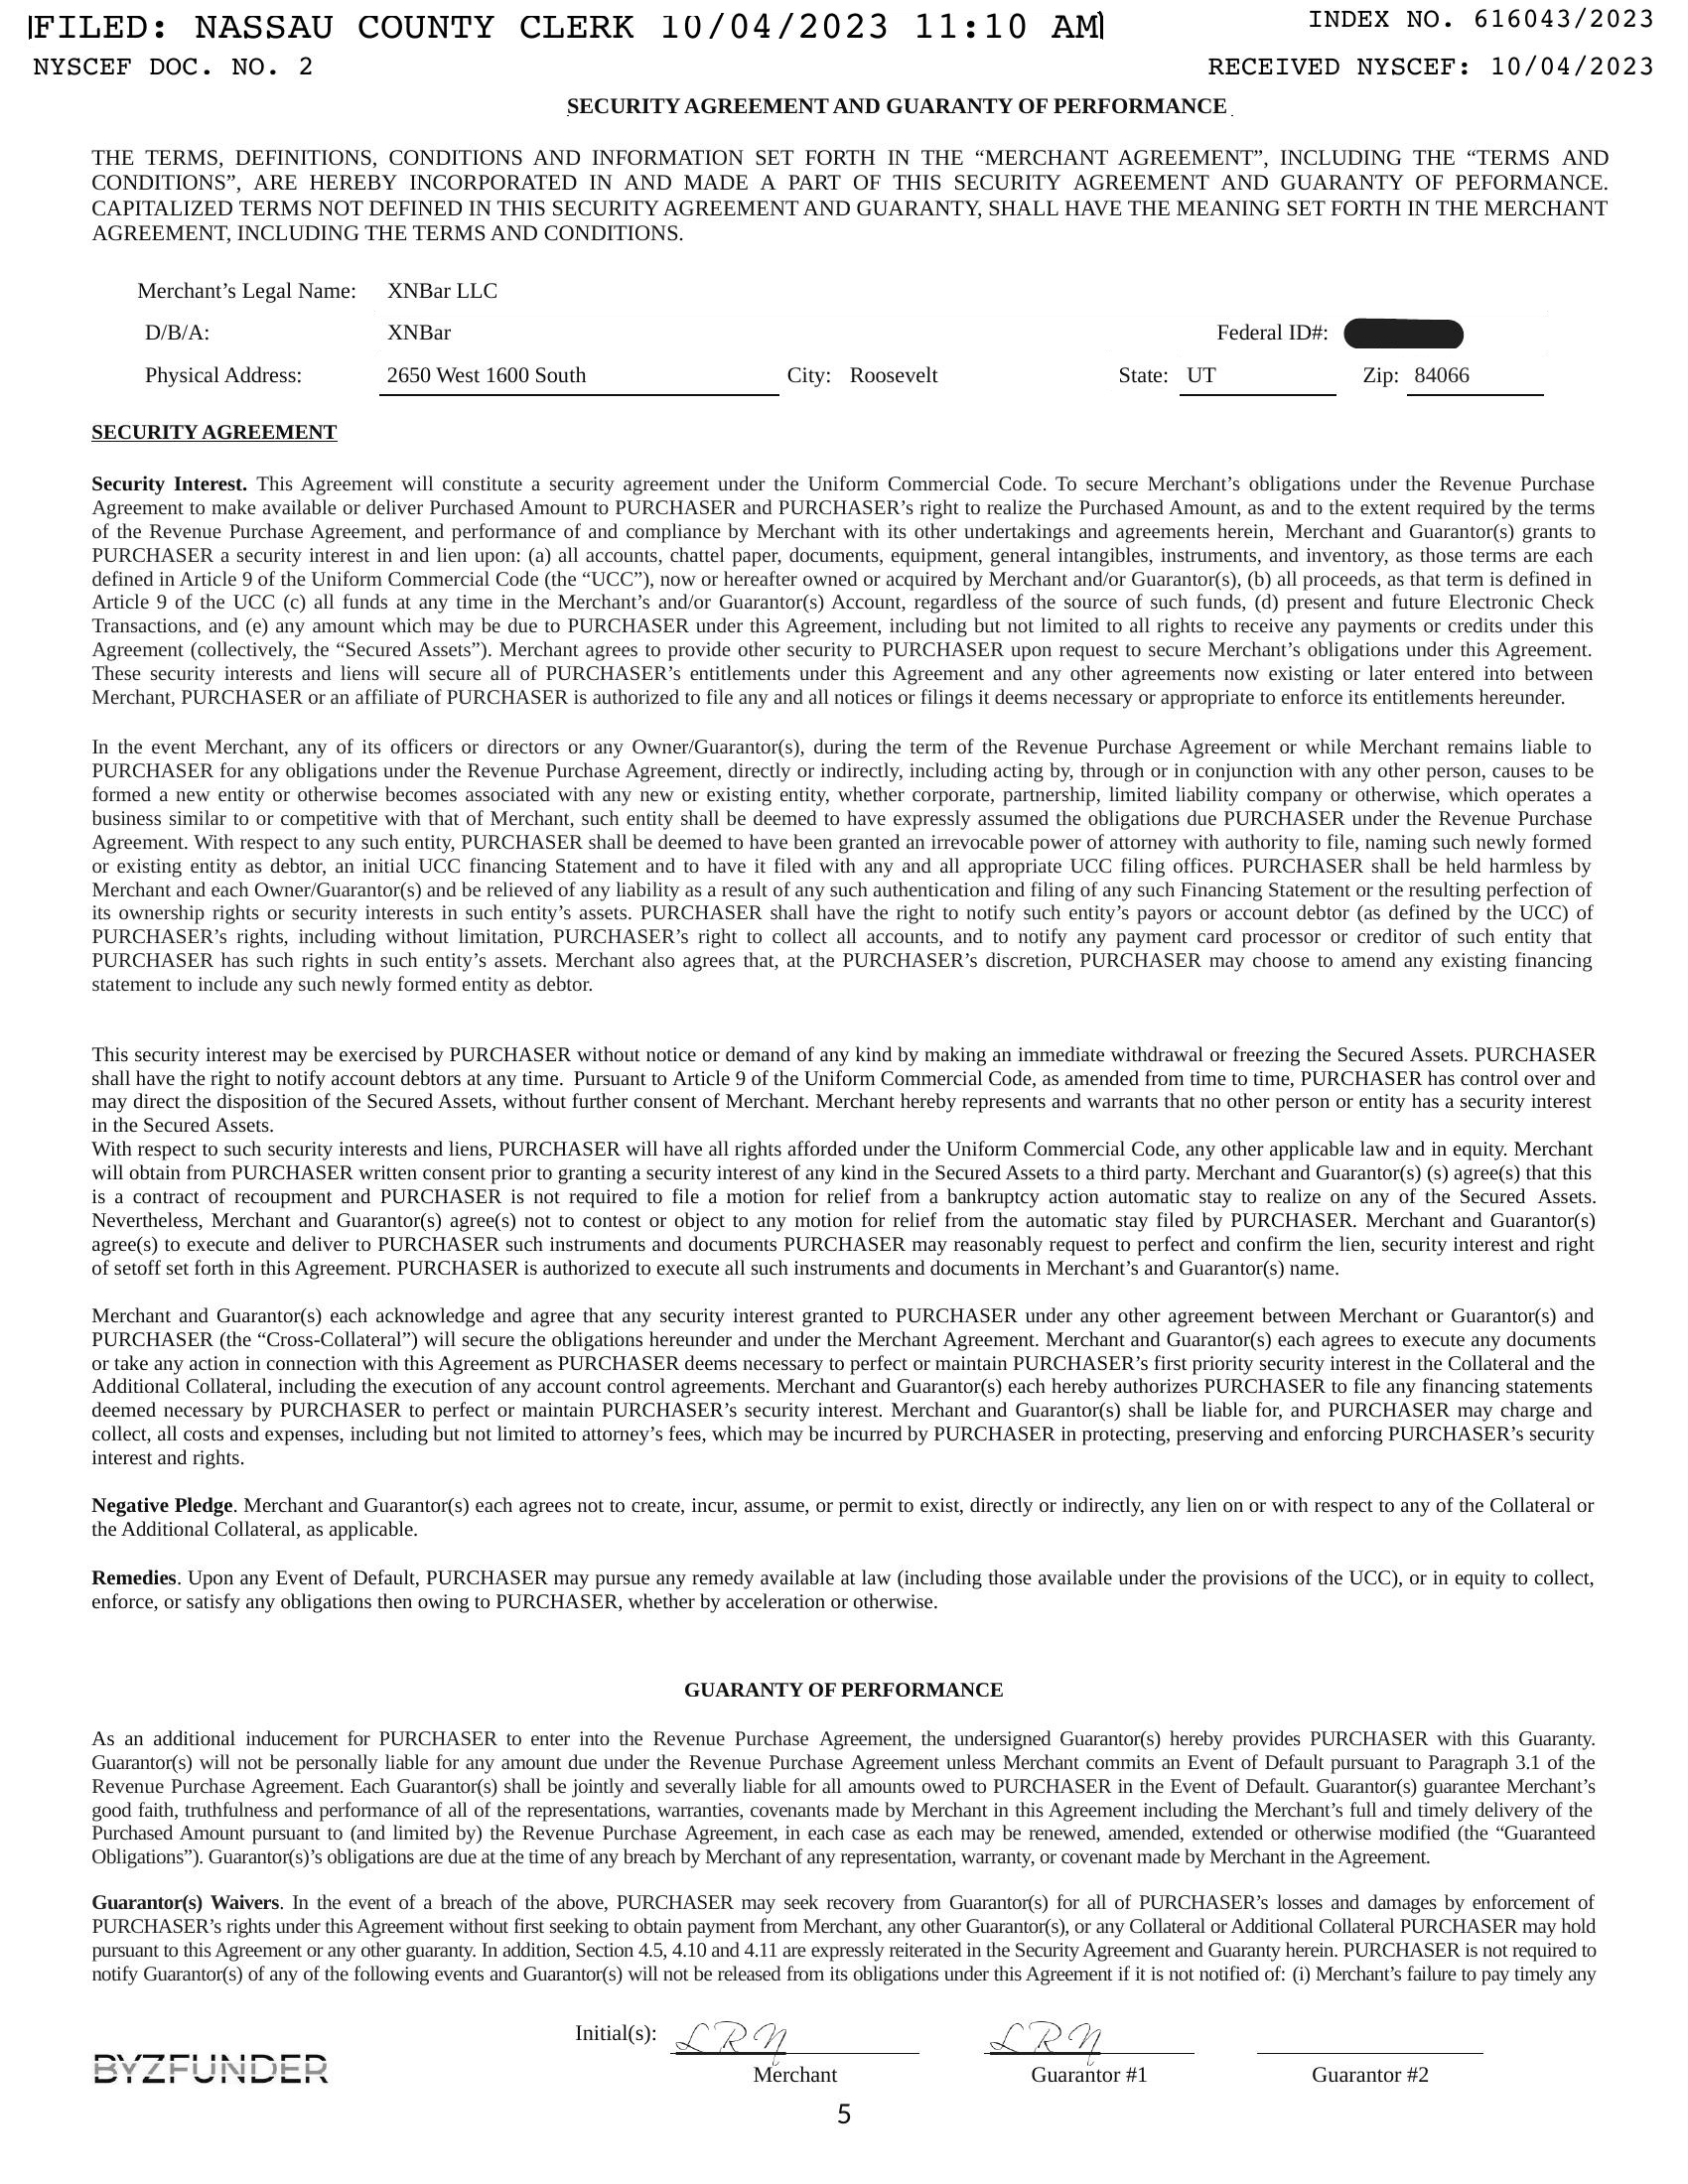 FILED: NASSAU COUNTY CLERK 10/04/2023 11:10 AM
INDEX NO. 616043/2023
NYSCEF DOC. NO. 2
RECEIVED NYSCEF: 10/04/2023
SECURITY AGREEMENT AND GUARANTY OF PERFORMANCE
THE TERMS, DEFINITIONS, CONDITIONS AND INFORMATION SET FORTH IN THE “MERCHANT AGREEMENT”, INCLUDING THE “TERMS AND
CONDITIONS”, ARE HEREBY INCORPORATED IN AND MADE A PART OF THIS SECURITY AGREEMENT AND GUARANTY OF PEFORMANCE.
CAPITALIZED TERMS NOT DEFINED IN THIS SECURITY AGREEMENT AND GUARANTY, SHALL HAVE THE MEANING SET FORTH IN THE MERCHANT
AGREEMENT, INCLUDING THE TERMS AND CONDITIONS.
Merchant’s Legal Name: XNBar LLC
D/B/A: XNBar Federal ID#:
Physical Address: 2650 West 1600 South City: Roosevelt State: UT Zip: 84066
SECURITY AGREEMENT
Security Interest. This Agreement will constitute a security agreement under the Uniform Commercial Code. To secure Merchant’s obligations under the Revenue Purchase
Agreement to make available or deliver Purchased Amount to PURCHASER and PURCHASER’s right to realize the Purchased Amount, as and to the extent required by the terms
of the Revenue Purchase Agreement, and performance of and compliance by Merchant with its other undertakings and agreements herein, Merchant and Guarantor(s) grants to
PURCHASER a security interest in and lien upon: (a) all accounts, chattel paper, documents, equipment, general intangibles, instruments, and inventory, as those terms are each
defined in Article 9 of the Uniform Commercial Code (the “UCC”), now or hereafter owned or acquired by Merchant and/or Guarantor(s), (b) all proceeds, as that term is defined in
Article 9 of the UCC (c) all funds at any time in the Merchant’s and/or Guarantor(s) Account, regardless of the source of such funds, (d) present and future Electronic Check
Transactions, and (e) any amount which may be due to PURCHASER under this Agreement, including but not limited to all rights to receive any payments or credits under this
Agreement (collectively, the “Secured Assets”). Merchant agrees to provide other security to PURCHASER upon request to secure Merchant’s obligations under this Agreement.
These security interests and liens will secure all of PURCHASER’s entitlements under this Agreement and any other agreements now existing or later entered into between
Merchant, PURCHASER or an affiliate of PURCHASER is authorized to file any and all notices or filings it deems necessary or appropriate to enforce its entitlements hereunder.
In the event Merchant, any of its officers or directors or any Owner/Guarantor(s), during the term of the Revenue Purchase Agreement or while Merchant remains liable to
PURCHASER for any obligations under the Revenue Purchase Agreement, directly or indirectly, including acting by, through or in conjunction with any other person, causes to be
formed a new entity or otherwise becomes associated with any new or existing entity, whether corporate, partnership, limited liability company or otherwise, which operates a
business similar to or competitive with that of Merchant, such entity shall be deemed to have expressly assumed the obligations due PURCHASER under the Revenue Purchase
Agreement. With respect to any such entity, PURCHASER shall be deemed to have been granted an irrevocable power of attorney with authority to file, naming such newly formed
or existing entity as debtor, an initial UCC financing Statement and to have it filed with any and all appropriate UCC filing offices. PURCHASER shall be held harmless by
Merchant and each Owner/Guarantor(s) and be relieved of any liability as a result of any such authentication and filing of any such Financing Statement or the resulting perfection of
its ownership rights or security interests in such entity’s assets. PURCHASER shall have the right to notify such entity’s payors or account debtor (as defined by the UCC) of
PURCHASER’s rights, including without limitation, PURCHASER’s right to collect all accounts, and to notify any payment card processor or creditor of such entity that
PURCHASER has such rights in such entity’s assets. Merchant also agrees that, at the PURCHASER’s discretion, PURCHASER may choose to amend any existing financing
statement to include any such newly formed entity as debtor.
This security interest may be exercised by PURCHASER without notice or demand of any kind by making an immediate withdrawal or freezing the Secured Assets. PURCHASER
shall have the right to notify account debtors at any time. Pursuant to Article 9 of the Uniform Commercial Code, as amended from time to time, PURCHASER has control over and
may direct the disposition of the Secured Assets, without further consent of Merchant. Merchant hereby represents and warrants that no other person or entity has a security interest
in the Secured Assets.
With respect to such security interests and liens, PURCHASER will have all rights afforded under the Uniform Commercial Code, any other applicable law and in equity. Merchant
will obtain from PURCHASER written consent prior to granting a security interest of any kind in the Secured Assets to a third party. Merchant and Guarantor(s) (s) agree(s) that this
is a contract of recoupment and PURCHASER is not required to file a motion for relief from a bankruptcy action automatic stay to realize on any of the Secured Assets.
Nevertheless, Merchant and Guarantor(s) agree(s) not to contest or object to any motion for relief from the automatic stay filed by PURCHASER. Merchant and Guarantor(s)
agree(s) to execute and deliver to PURCHASER such instruments and documents PURCHASER may reasonably request to perfect and confirm the lien, security interest and right
of setoff set forth in this Agreement. PURCHASER is authorized to execute all such instruments and documents in Merchant’s and Guarantor(s) name.
Merchant and Guarantor(s) each acknowledge and agree that any security interest granted to PURCHASER under any other agreement between Merchant or Guarantor(s) and
PURCHASER (the “Cross-Collateral”) will secure the obligations hereunder and under the Merchant Agreement. Merchant and Guarantor(s) each agrees to execute any documents
or take any action in connection with this Agreement as PURCHASER deems necessary to perfect or maintain PURCHASER’s first priority security interest in the Collateral and the
Additional Collateral, including the execution of any account control agreements. Merchant and Guarantor(s) each hereby authorizes PURCHASER to file any financing statements
deemed necessary by PURCHASER to perfect or maintain PURCHASER’s security interest. Merchant and Guarantor(s) shall be liable for, and PURCHASER may charge and
collect, all costs and expenses, including but not limited to attorney’s fees, which may be incurred by PURCHASER in protecting, preserving and enforcing PURCHASER’s security
interest and rights.
Negative Pledge. Merchant and Guarantor(s) each agrees not to create, incur, assume, or permit to exist, directly or indirectly, any lien on or with respect to any of the Collateral or
the Additional Collateral, as applicable.
Remedies. Upon any Event of Default, PURCHASER may pursue any remedy available at law (including those available under the provisions of the UCC), or in equity to collect,
enforce, or satisfy any obligations then owing to PURCHASER, whether by acceleration or otherwise.
GUARANTY OF PERFORMANCE
As an additional inducement for PURCHASER to enter into the Revenue Purchase Agreement, the undersigned Guarantor(s) hereby provides PURCHASER with this Guaranty.
Guarantor(s) will not be personally liable for any amount due under the Revenue Purchase Agreement unless Merchant commits an Event of Default pursuant to Paragraph 3.1 of the
Revenue Purchase Agreement. Each Guarantor(s) shall be jointly and severally liable for all amounts owed to PURCHASER in the Event of Default. Guarantor(s) guarantee Merchant’s
good faith, truthfulness and performance of all of the representations, warranties, covenants made by Merchant in this Agreement including the Merchant’s full and timely delivery of the
Purchased Amount pursuant to (and limited by) the Revenue Purchase Agreement, in each case as each may be renewed, amended, extended or otherwise modified (the “Guaranteed
Obligations”). Guarantor(s)’s obligations are due at the time of any breach by Merchant of any representation, warranty, or covenant made by Merchant in the Agreement.
Guarantor(s) Waivers. In the event of a breach of the above, PURCHASER may seek recovery from Guarantor(s) for all of PURCHASER’s losses and damages by enforcement of
PURCHASER’s rights under this Agreement without first seeking to obtain payment from Merchant, any other Guarantor(s), or any Collateral or Additional Collateral PURCHASER may hold
pursuant to this Agreement or any other guaranty. In addition, Section 4.5, 4.10 and 4.11 are expressly reiterated in the Security Agreement and Guaranty herein. PURCHASER is not required to
notify Guarantor(s) of any of the following events and Guarantor(s) will not be released from its obligations under this Agreement if it is not notified of: (i) Merchant’s failure to pay timely any
Initial(s): LRN LRN
BYZFUNDER
Merchant Guarantor #1 Guarantor #2
5